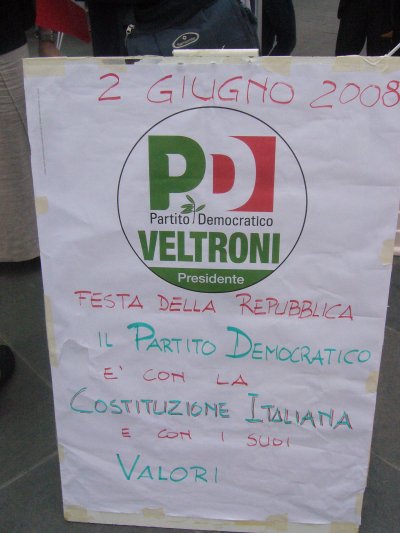 2 GIUGNO 2008
PD
Partito Democratico
VELTRONI
Presidente
FESTA DELLA REPUBBLICA
IL PARTITO DEMOCRATICO
E' CON LA
COSTITUZIONE ITALIANA
E CON I SUOI
VALORI